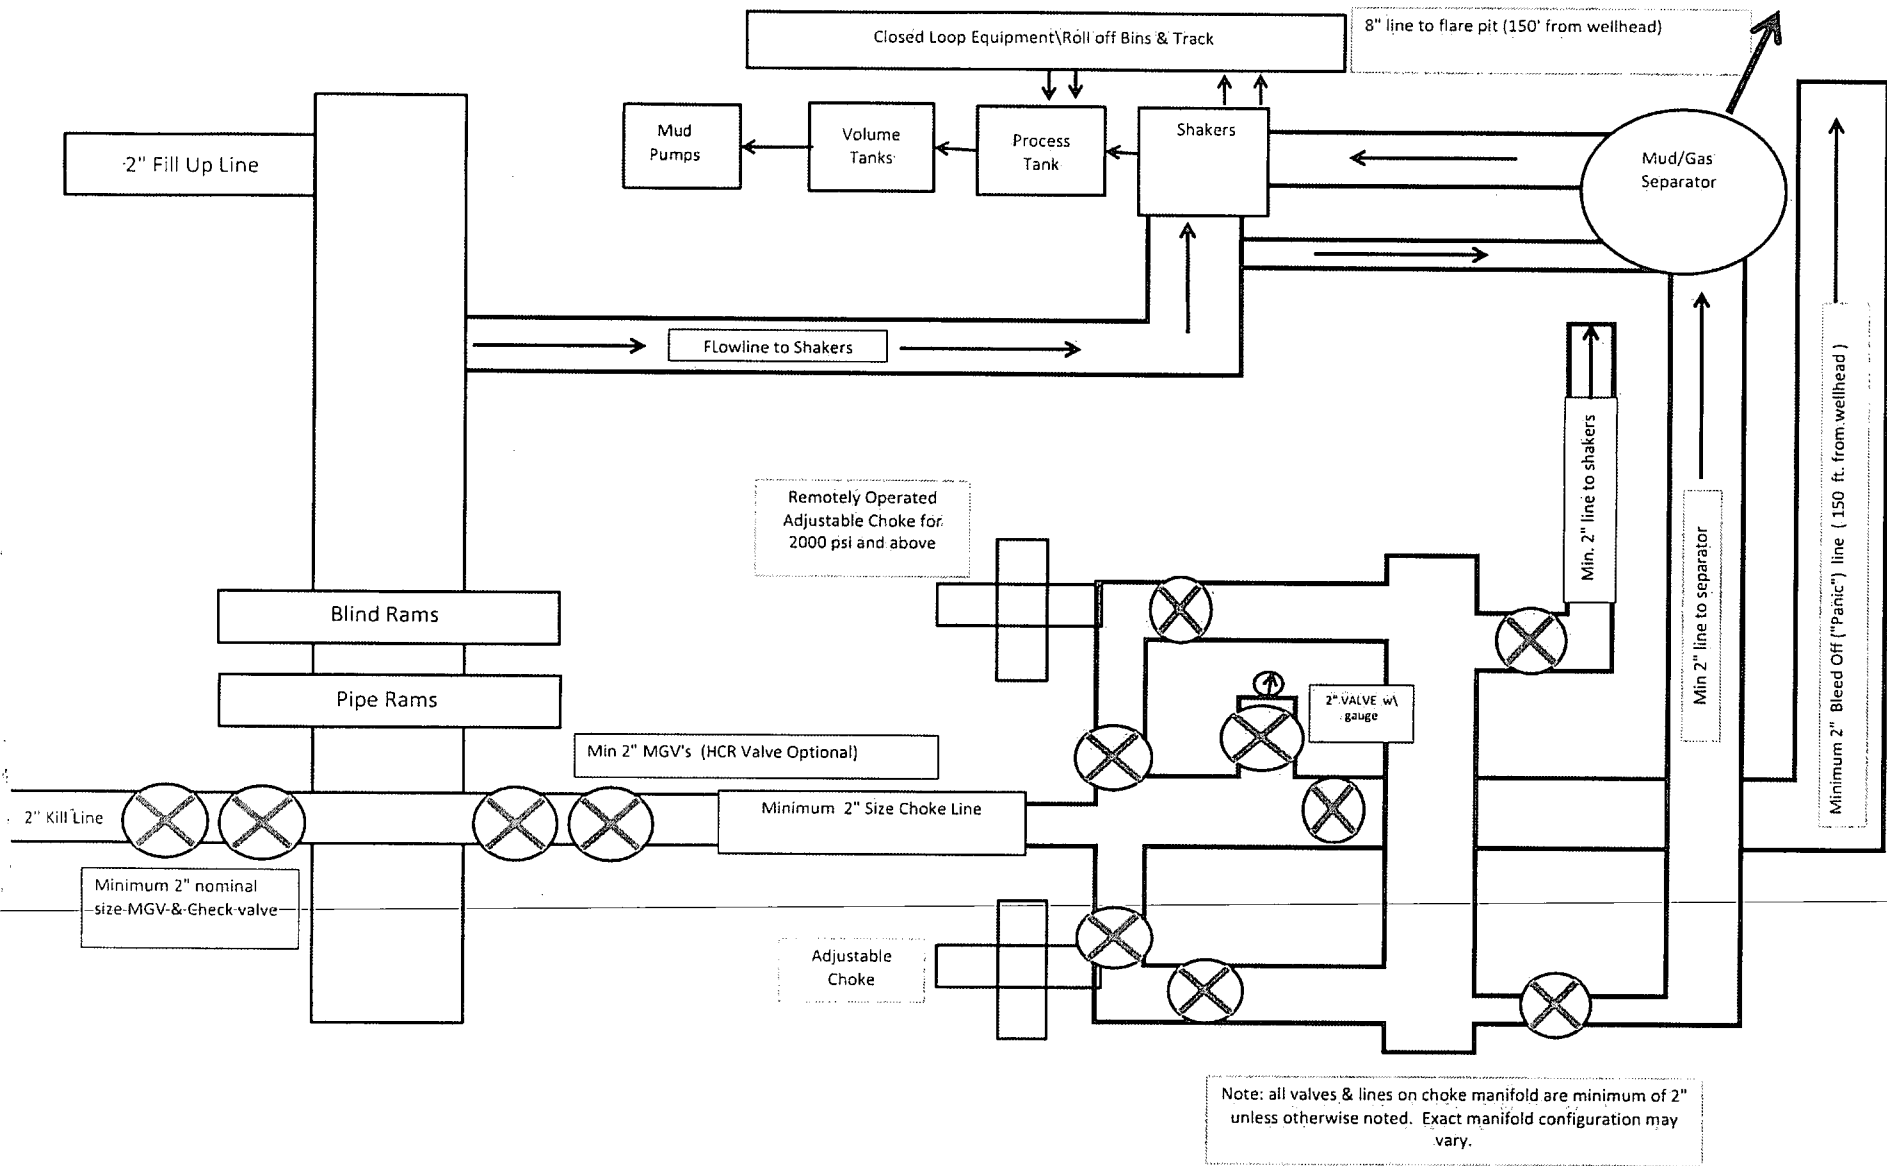 Closed Loop Equipment\Roll off Bins & Track
8" line to flare pit (150' from wellhead)
2" Fill Up Line
Mud
Pumps
Volume
Tanks
Process
Tank
Shakers
Mud/Gas
Separator
FLowline to Shakers
Remotely Operated
Adjustable Choke for
2000 psi and above
Min. 2" line to shakers
Min 2" line to separator
Minimum 2" Bleed Off ("Panic") line ( 150 ft. from wellhead )
Blind Rams
Pipe Rams
2" VALVE w\
gauge
Min 2" MGV's (HCR Valve Optional)
2" Kill Line
Minimum 2" Size Choke Line
Minimum 2" nominal
size MGV & Check valve
Adjustable
Choke
Note: all valves & lines on choke manifold are minimum of 2"
unless otherwise noted. Exact manifold configuration may
vary.